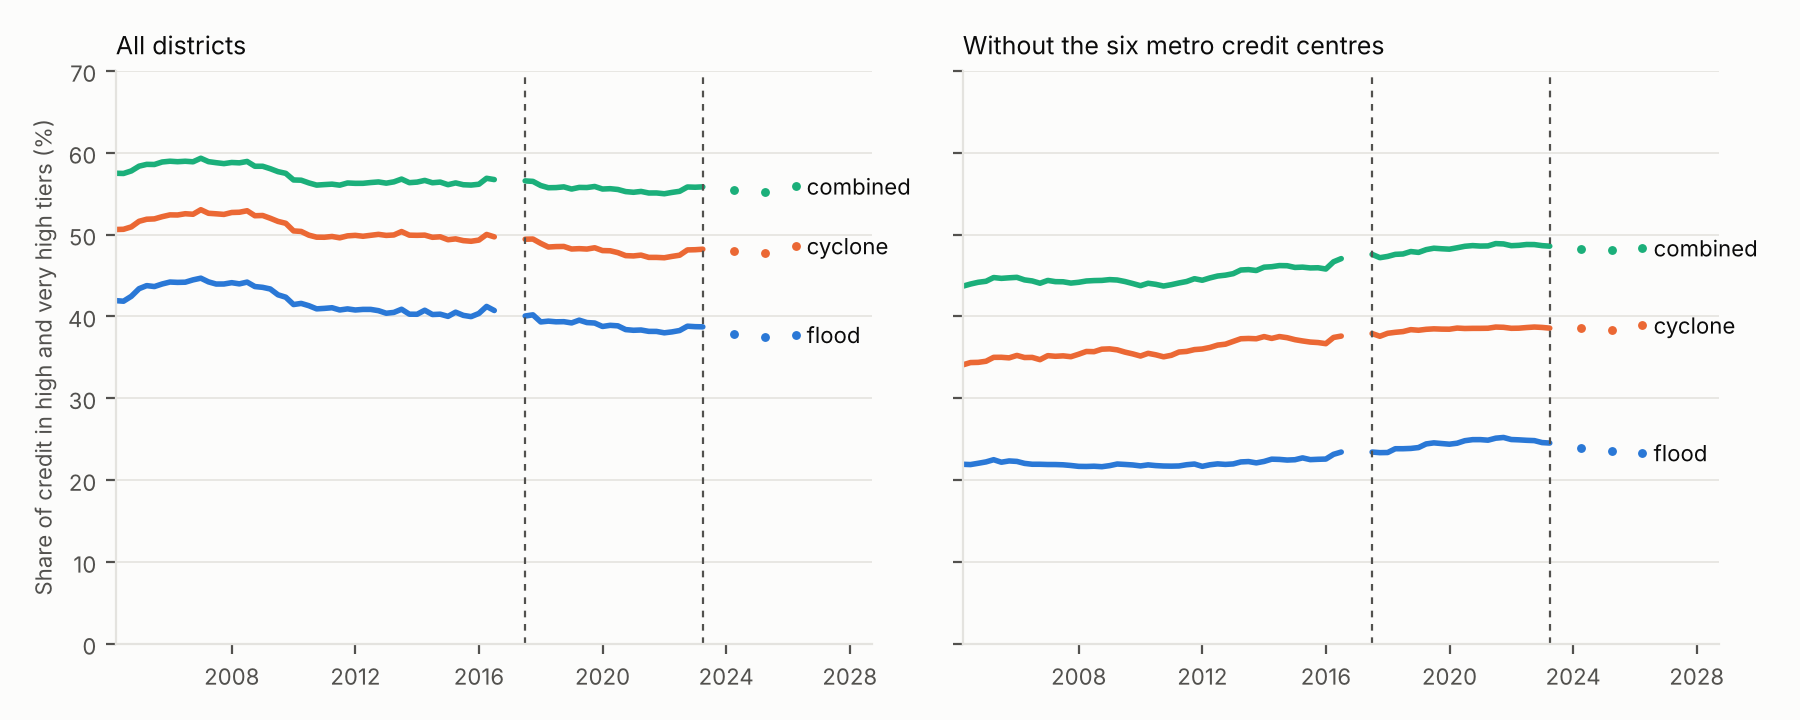 All districts
Without the six metro credit centres
Share of credit in high and very high tiers (%)
70
60
50
40
30
20
10
0
combined
cyclone
flood
2008 2012 2016 2020 2024 2028
combined
cyclone
flood
2008 2012 2016 2020 2024 2028